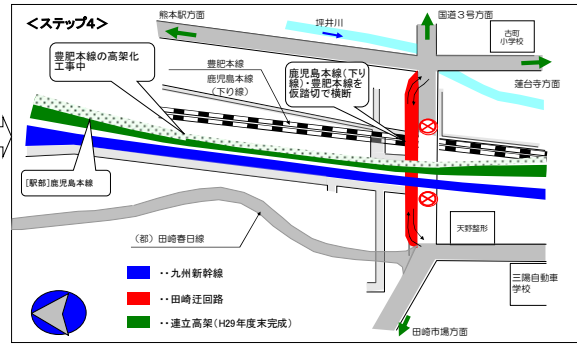 <ステップ4>
熊本駅方面
坪井川
国道3号方面
古町
小学校
豊肥本線の高架化
工事中
豊肥本線
鹿児島本線
(下り線)
鹿児島本線(下り
線)・豊肥本線を
仮踏切で横断
蓮台寺方面
[駅部]鹿児島本線
(都)田崎春日線
天野整形
三陽自動車
学校
田崎市場方面
・・九州新幹線
・・田崎迂回路
・・連立高架(H29年度末完成)